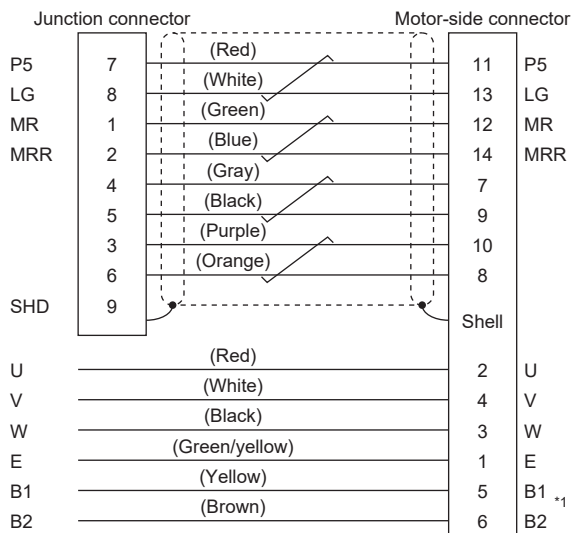 Junction connector Motor-side connector
(Red)
P5 7 11 P5
(White)
LG 8 13 LG
(Green)
MR 1 12 MR
(Blue)
MRR 2 14 MRR
(Gray)
4 7
(Black)
5 9
(Purple)
3 10
(Orange)
6 8
SHD 9
Shell
(Red)
U 2 U
(White)
V 4 V
(Black)
W 3 W
(Green/yellow)
E 1 E
(Yellow)
B1 5 B1 *1
(Brown)
B2 6 B2